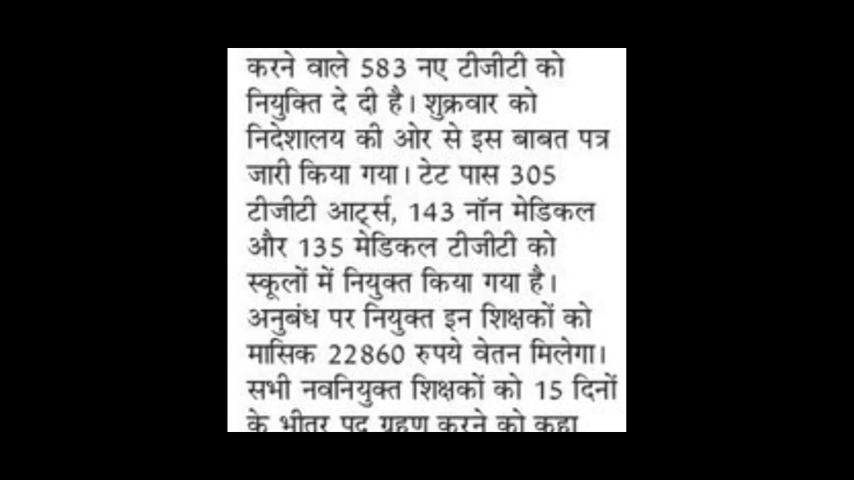 करने वाले 583 नए टीजीटी को
नियुक्ति दे दी है। शुक्रवार को
निदेशालय की ओर से इस बाबत पत्र
जारी किया गया। टेट पास 305
टीजीटी आर्ट्स, 143 नॉन मेडिकल
और 135 मेडिकल टीजीटी को
स्कूलों में नियुक्त किया गया है।
अनुबंध पर नियुक्त इन शिक्षकों को
मासिक 22860 रुपये वेतन मिलेगा।
सभी नवनियुक्त शिक्षकों को 15 दिनों
के भीतर पद ग्रहण करने को कहा